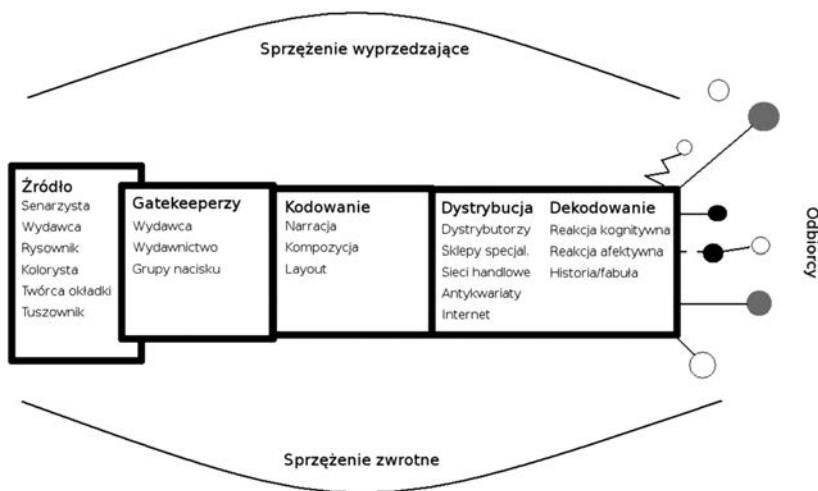 Sprzężenie wyprzedzające
Źródło
Senarzysta
Wydawca
Rysownik
Kolorysta
Twórca okładki
Tuszownik
Gatekeeperzy
Wydawca
Wydawnictwo
Grupy nacisku
Kodowanie
Narracja
Kompozycja
Layout
Dystrybucja
Dystrybutorzy
Sklepy specjal.
Sieci handlowe
Antykwariaty
Internet
Dekodowanie
Reakcja kognitywna
Reakcja afektywna
Historia/fabuła
Odbiorcy
Sprzężenie zwrotne